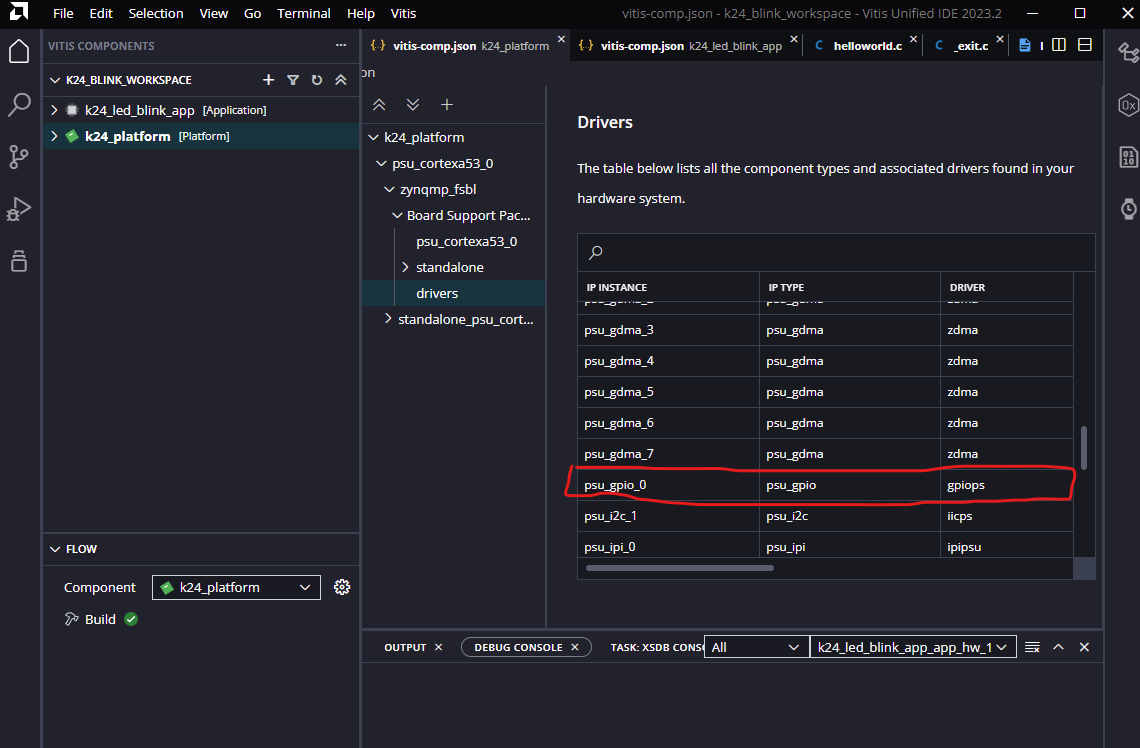 File Edit Selection View Go Terminal Help Vitis
vitis-comp.json - k24_blink_workspace - Vitis Unified IDE 2023.2
VITIS COMPONENTS
K24_BLINK_WORKSPACE
k24_led_blink_app [Application]
k24_platform [Platform]
FLOW
Component k24_platform
Build
vitis-comp.json k24_platform
vitis-comp.json k24_led_blink_app
C helloworld.c
C _exit.c
on
k24_platform
psu_cortexa53_0
zynqmp_fsbl
Board Support Pac...
psu_cortexa53_0
standalone
drivers
standalone_psu_cort...
Drivers
The table below lists all the component types and associated drivers found in your
hardware system.
IP INSTANCE IP TYPE DRIVER
psu_gdma_3 psu_gdma zdma
psu_gdma_4 psu_gdma zdma
psu_gdma_5 psu_gdma zdma
psu_gdma_6 psu_gdma zdma
psu_gdma_7 psu_gdma zdma
psu_gpio_0 psu_gpio gpiops
psu_i2c_1 psu_i2c iicps
psu_ipi_0 psu_ipi ipipsu
OUTPUT DEBUG CONSOLE TASK: XSDB CONS All k24_led_blink_app_app_hw_1
0x
01
10